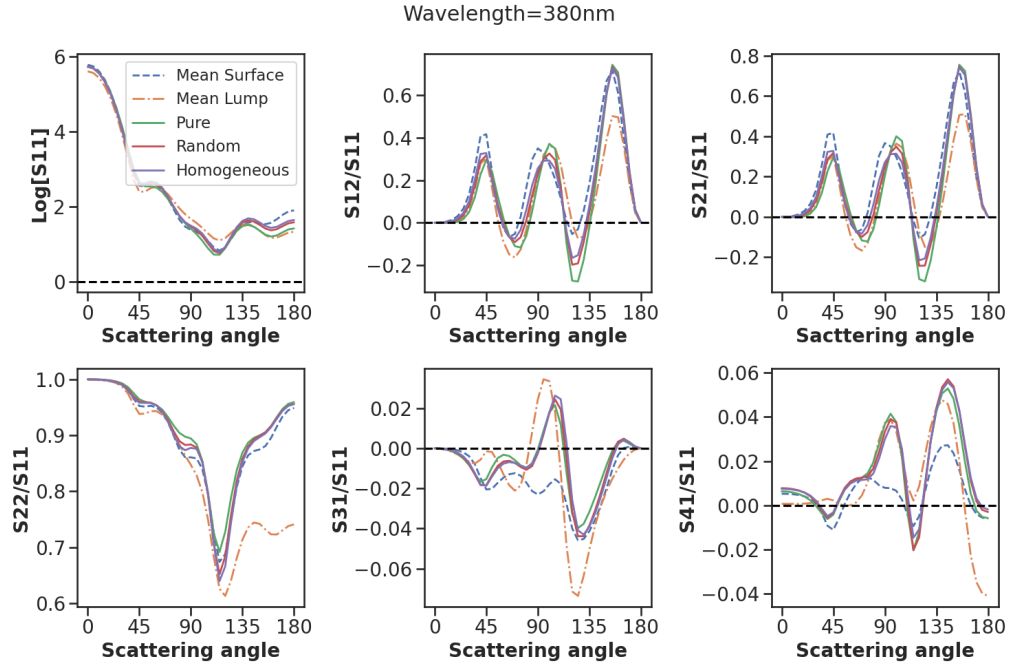 Wavelength=380nm
6
4
2
0
Log[S11]
Mean Surface
Mean Lump
Pure
Random
Homogeneous
0 45 90 135 180
Scattering angle
0.6
0.4
0.2
0.0
−0.2
S12/S11
0 45 90 135 180
Sacttering angle
0.8
0.6
0.4
0.2
0.0
−0.2
S21/S11
0 45 90 135 180
Sacttering angle
1.0
0.9
0.8
0.7
0.6
S22/S11
0 45 90 135 180
Scattering angle
0.02
0.00
−0.02
−0.04
−0.06
S31/S11
0 45 90 135 180
Scattering angle
0.06
0.04
0.02
0.00
−0.02
−0.04
S41/S11
0 45 90 135 180
Scattering angle